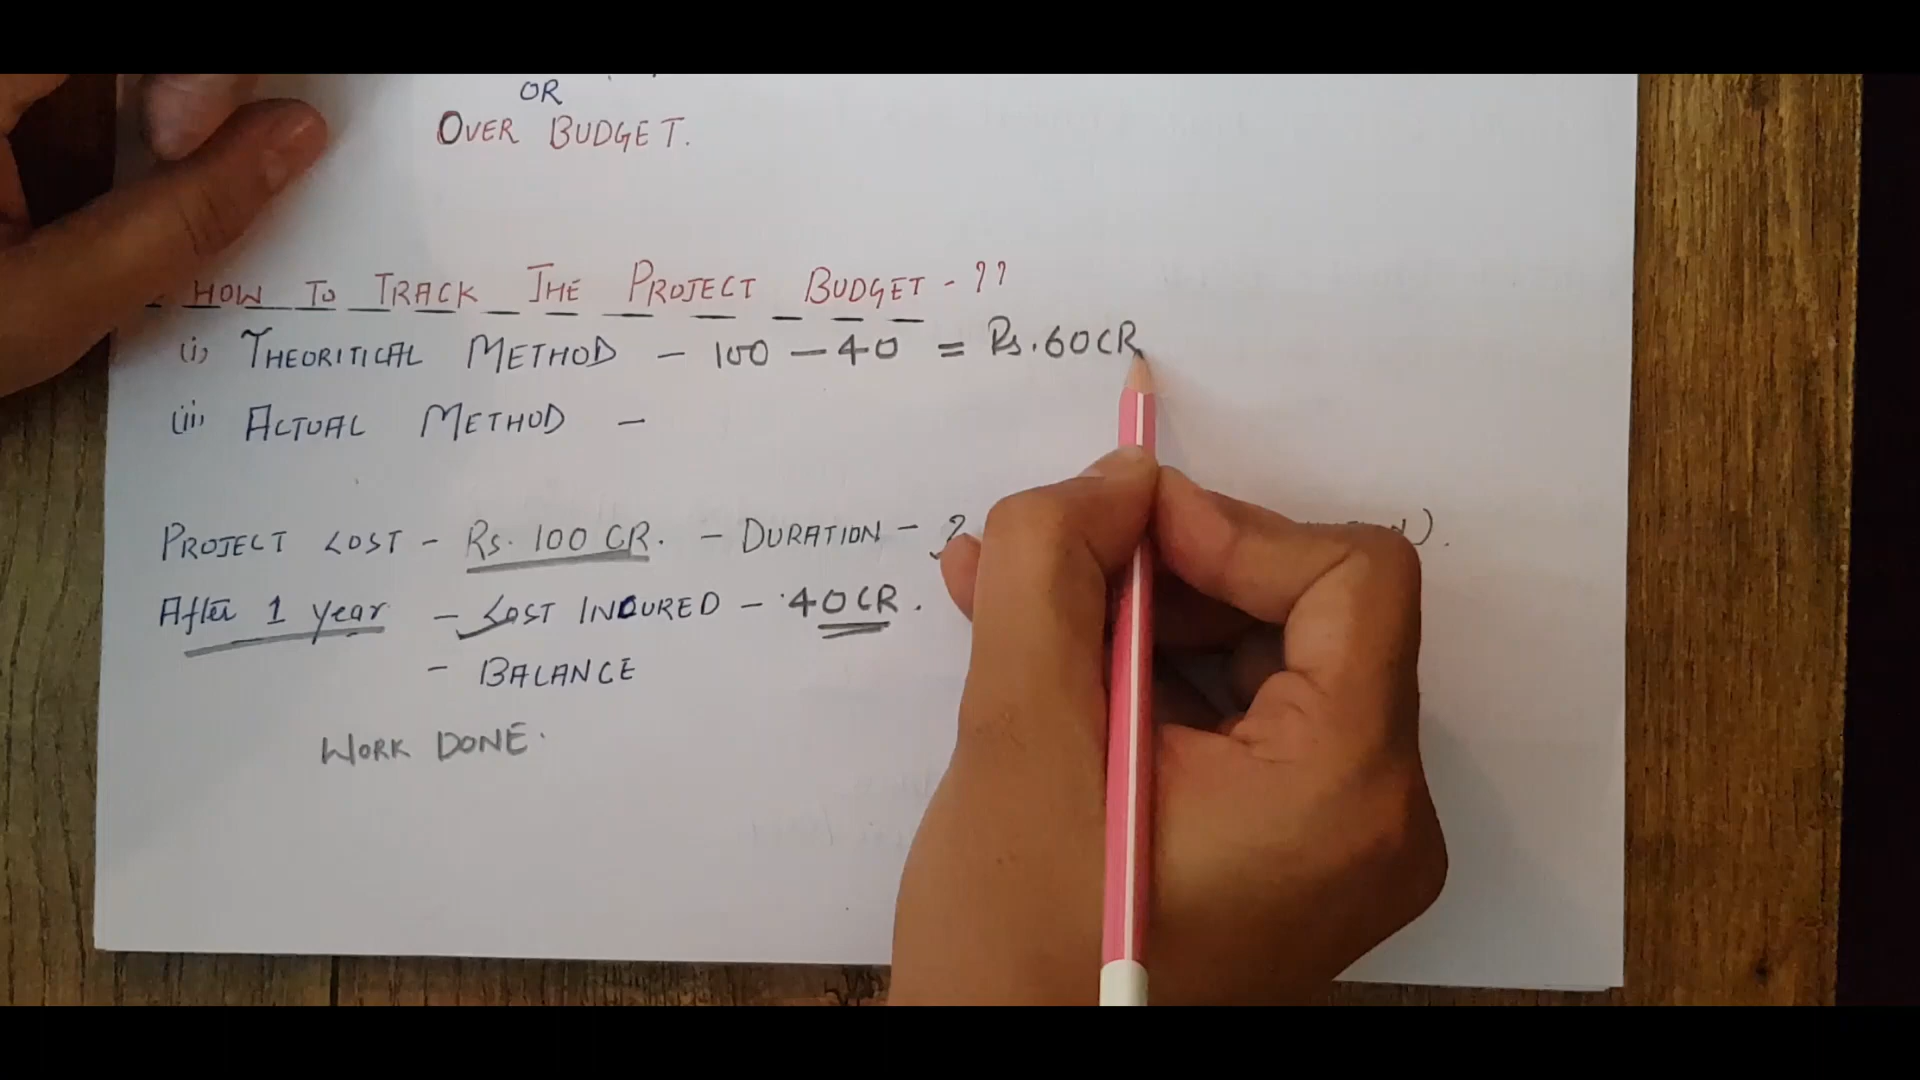 OR
OVER BUDGET.
HOW TO TRACK THE PROJECT BUDGET - ??
(i) THEORITICAL METHOD - 100 - 40 = Rs. 60CR
(ii) ACTUAL METHOD -
PROJECT COST - Rs. 100 CR. - DURATION - 2
After 1 year - COST INCURED - 40CR.
- BALANCE
WORK DONE.